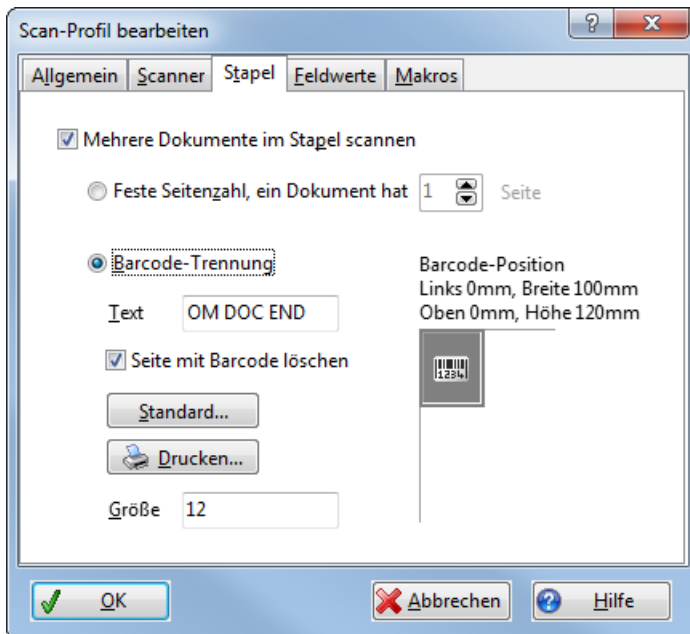 Scan-Profil bearbeiten
Allgemein Scanner Stapel Feldwerte Makros
Mehrere Dokumente im Stapel scannen
Feste Seitenzahl, ein Dokument hat 1 Seite
Barcode-Trennung
Text OM DOC END
Seite mit Barcode löschen
Standard...
Drucken...
Größe 12
Barcode-Position
Links 0mm, Breite 100mm
Oben 0mm, Höhe 120mm
1234
OK Abbrechen ? Hilfe